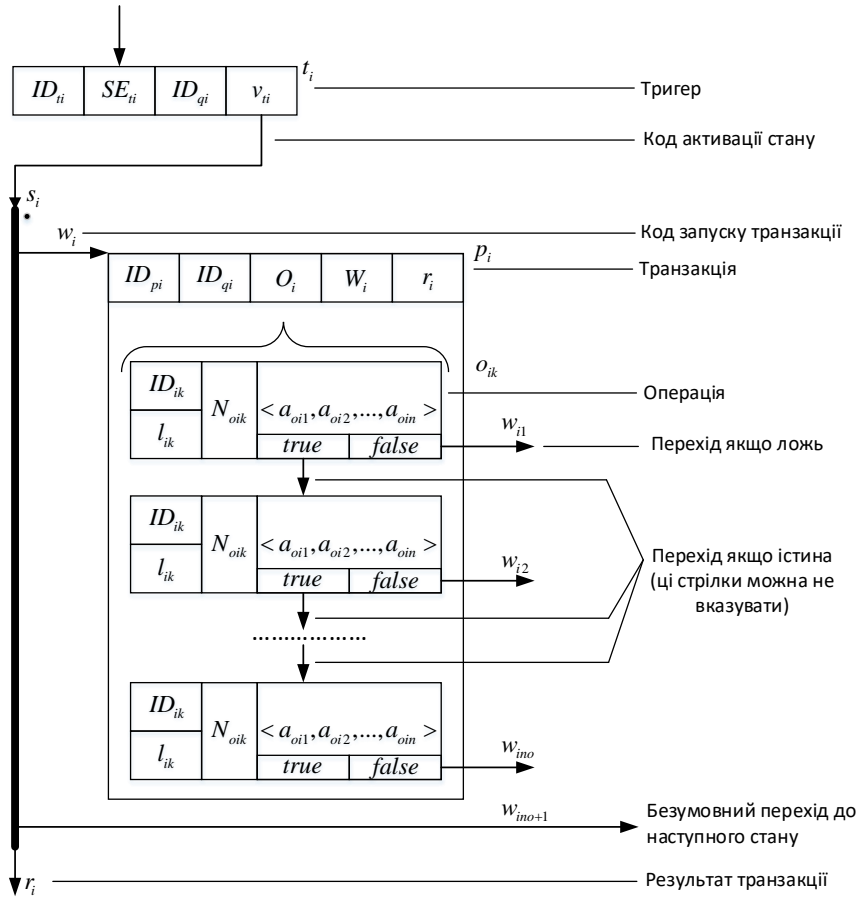 t_i
ID_ti SE_ti ID_qi v_ti
Тригер
Код активації стану
s_i
w_i
Код запуску транзакції
p_i
ID_pi ID_qi O_i W_i r_i
Транзакція
o_ik
Операція
ID_ik
l_ik
N_oik
< a_oi1, a_oi2,..., a_oin >
true false
w_i1
Перехід якщо ложь
ID_ik
l_ik
N_oik
< a_oi1, a_oi2,..., a_oin >
true false
w_i2
Перехід якщо істина
(ці стрілки можна не
вказувати)
..................
ID_ik
l_ik
N_oik
< a_oi1, a_oi2,..., a_oin >
true false
w_ino
w_ino+1
Безумовний перехід до
наступного стану
r_i
Результат транзакції